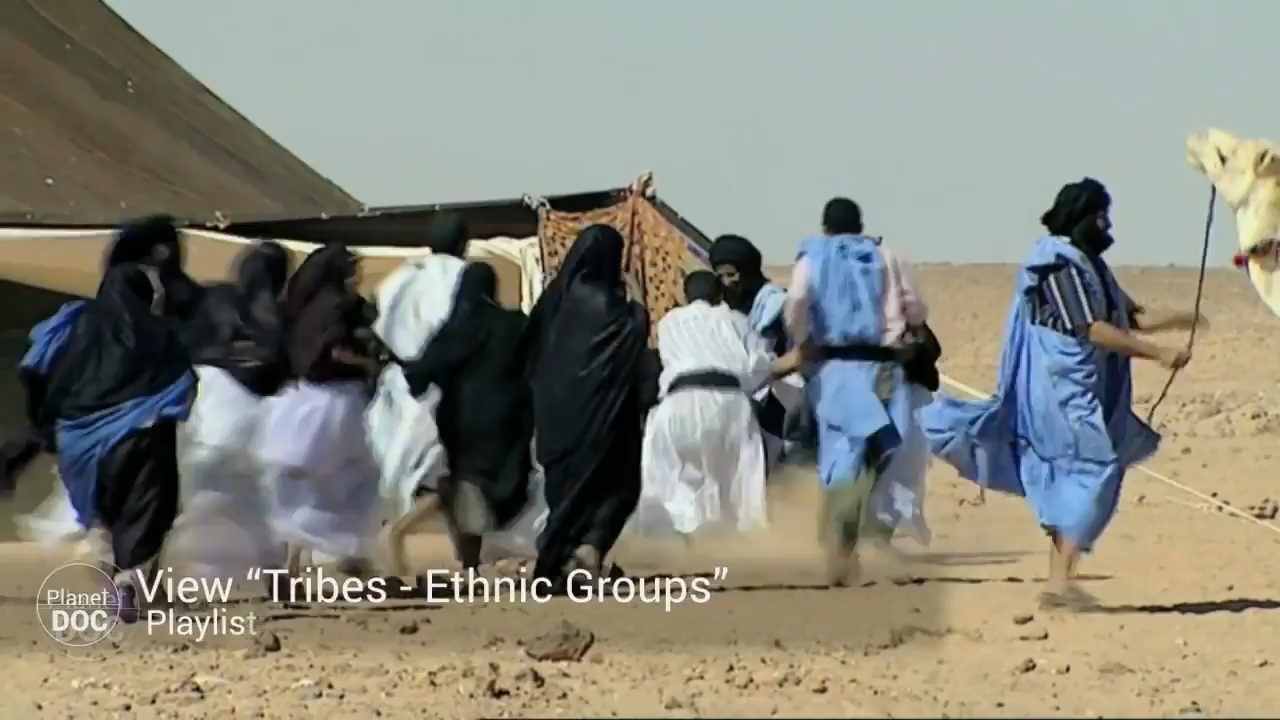 View “Tribes - Ethnic Groups”
Playlist
Planet
DOC